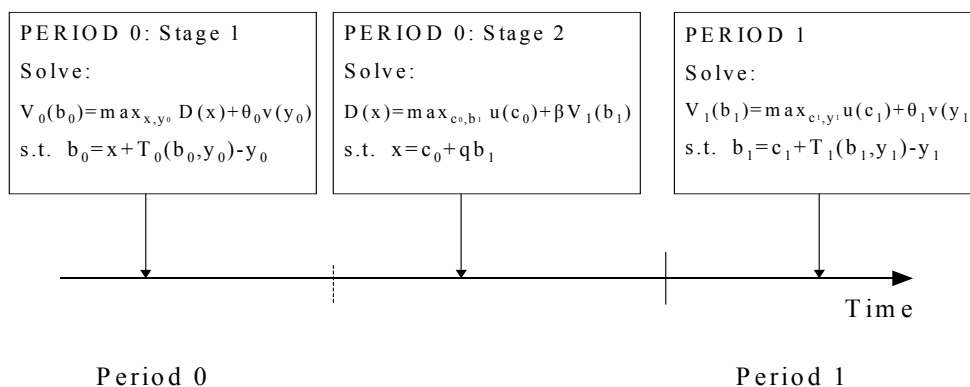 PERIOD 0: Stage 1
Solve:
V₀(b₀)=max_{x,y⁰} D(x)+θ₀v(y₀)
s.t. b₀=x+T₀(b₀,y₀)-y₀
PERIOD 0: Stage 2
Solve:
D(x)=max_{c⁰,b¹} u(c₀)+βV₁(b₁)
s.t. x=c₀+qb₁
PERIOD 1
Solve:
V₁(b₁)=max_{c¹,y¹} u(c₁)+θ₁v(y₁
s.t. b₁=c₁+T₁(b₁,y₁)-y₁
Time
Period 0
Period 1